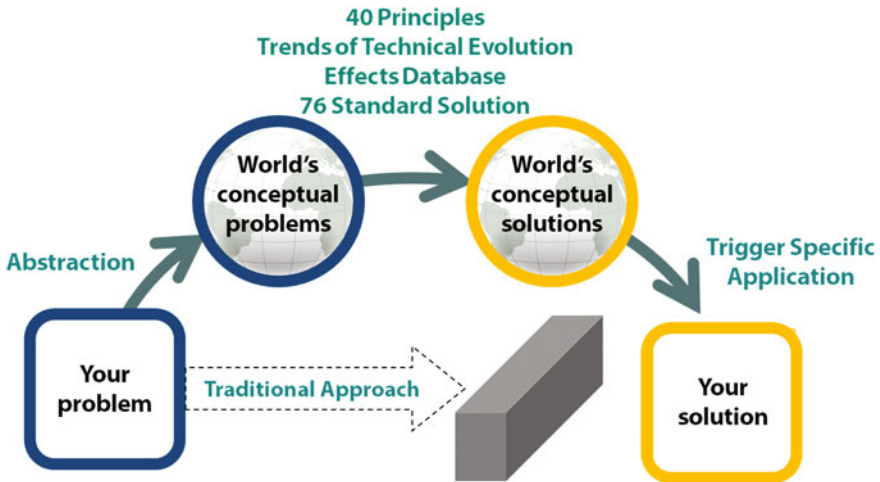 40 Principles
Trends of Technical Evolution
Effects Database
76 Standard Solution
World's
conceptual
problems
World's
conceptual
solutions
Abstraction
Trigger Specific
Application
Your
problem
Traditional Approach
Your
solution